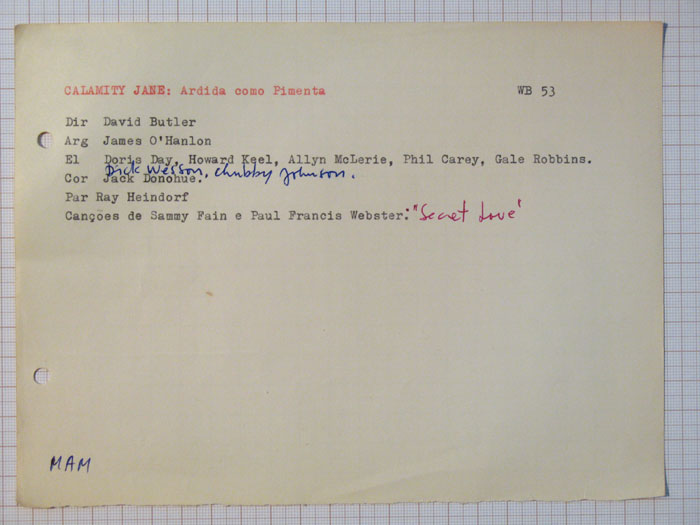 CALAMITY JANE: Ardida como Pimenta WB 53
Dir David Butler
Arg James O'Hanlon
El Doris Day, Howard Keel, Allyn McLerie, Phil Carey, Gale Robbins.
Dick Wesson, Chubby Johnson.
Cor Jack Donohue.
Par Ray Heindorf
Canções de Sammy Fain e Paul Francis Webster: "Secret Love"
MAM